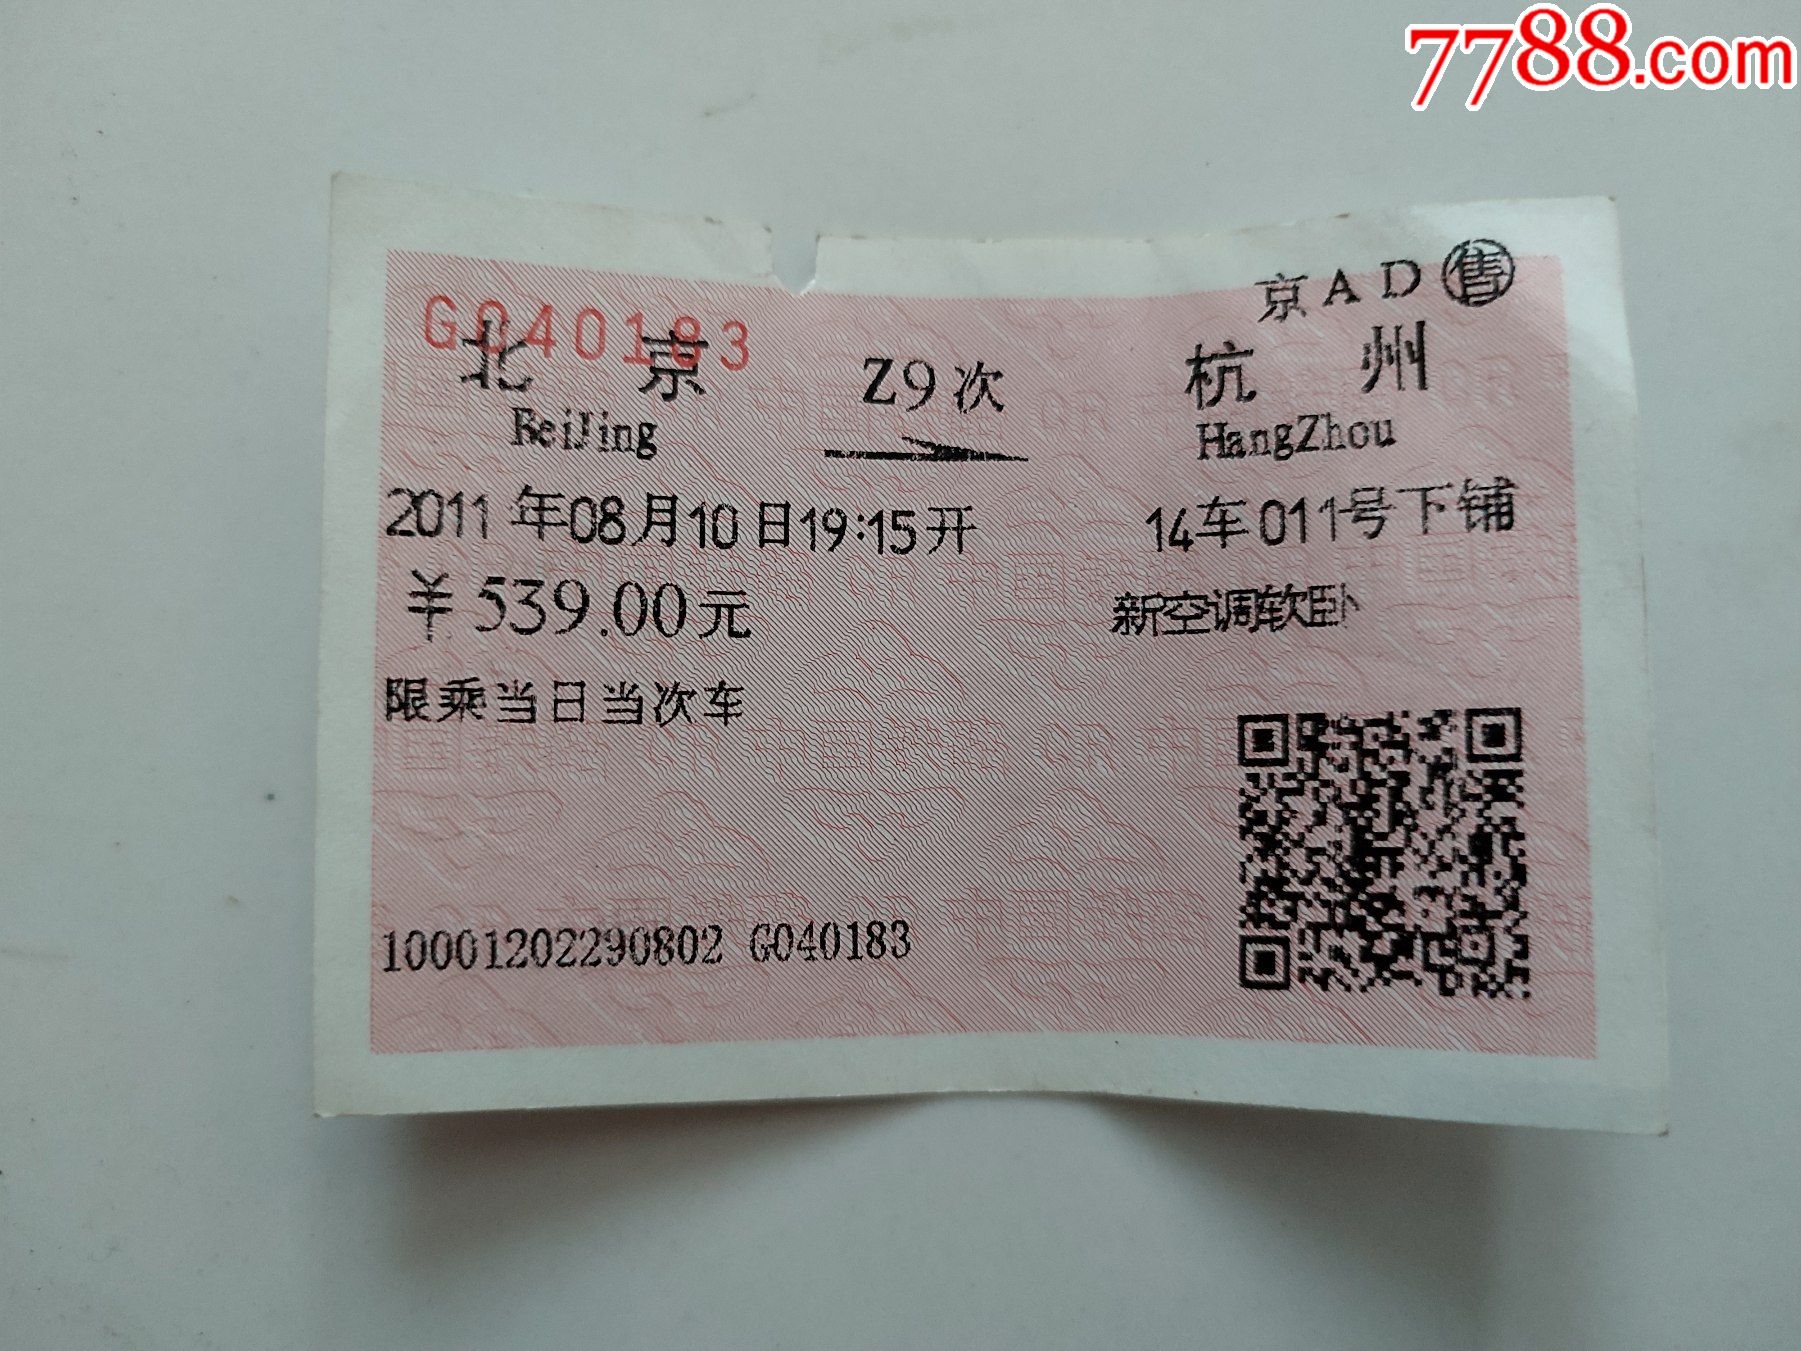 7788.com
京AD售
G040183
北京 Z9次 杭州
BeiJing HangZhou
2011年08月10日19:15开 14车011号下铺
￥539.00元 新空调软卧
限乘当日当次车
10001202290802 G040183